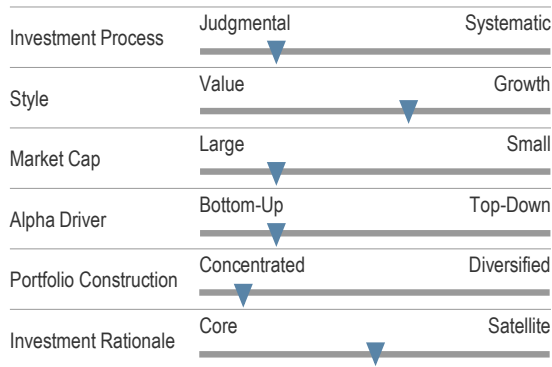 Judgmental Systematic
Investment Process
Value Growth
Style
Large Small
Market Cap
Bottom-Up Top-Down
Alpha Driver
Concentrated Diversified
Portfolio Construction
Core Satellite
Investment Rationale